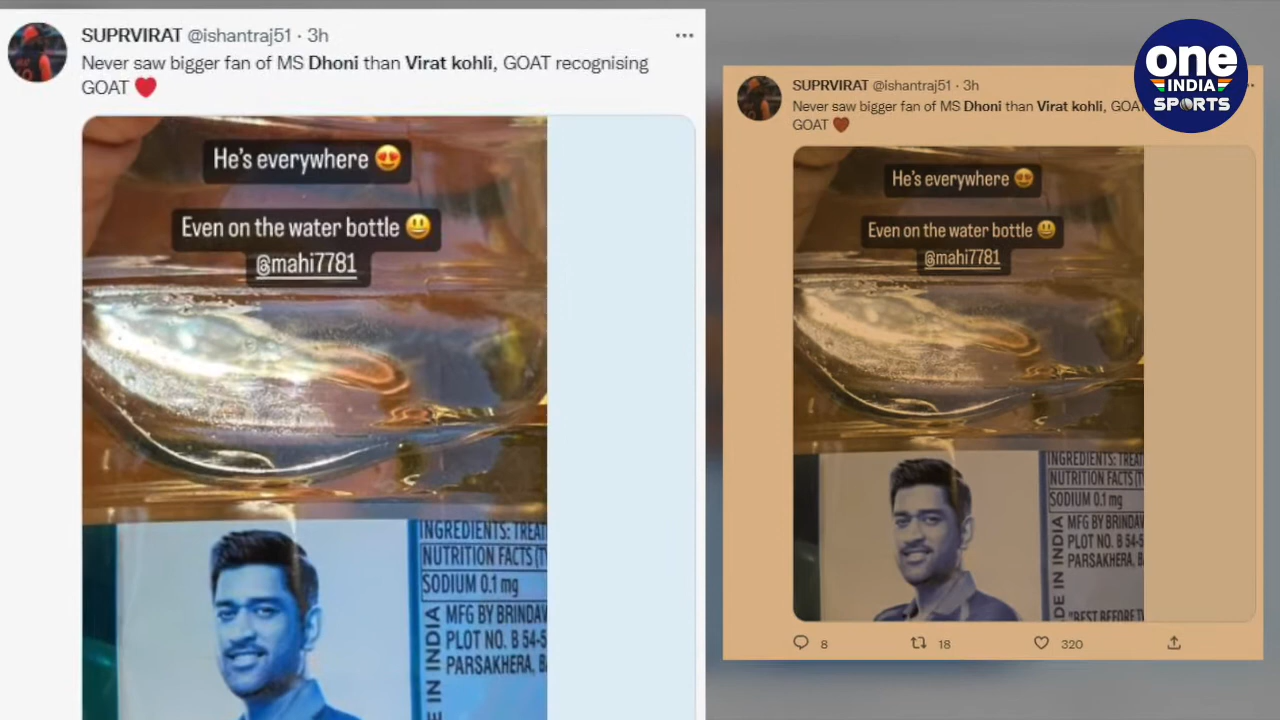 SUPRVIRAT @ishantraj51 · 3h
Never saw bigger fan of MS Dhoni than Virat kohli, GOAT recognising
GOAT ❤️
He's everywhere 😍
Even on the water bottle 😃
@mahi7781
INGREDIENTS: TREAT
NUTRITION FACTS (T
SODIUM 0.1 mg
E IN INDIA
MFG BY BRINDAV
PLOT NO. B 54-5
PARSAKHERA, B
one
INDIA
SPORTS
SUPRVIRAT @ishantraj51 · 3h
Never saw bigger fan of MS Dhoni than Virat kohli, GOA
GOAT ❤️
He's everywhere 😍
Even on the water bottle 😃
@mahi7781
INGREDIENTS: TREAT
NUTRITION FACTS (T
SODIUM 0.1 mg
DE IN INDIA
MFG BY BRINDAV
PLOT NO. B 54-5
PARSAKHERA, B
"BEST BEFORE T
8 18 320